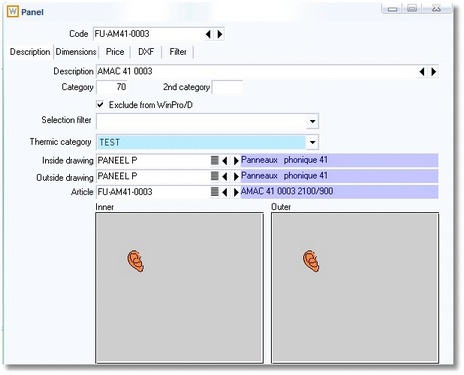 W Panel
Code FU-AM41-0003
Description Dimensions Price DXF Filter
Description AMAC 41 0003
Category 70 2nd category
Exclude from WinPro/D
Selection filter
Thermic category TEST
Inside drawing PANEEL P Panneaux phonique 41
Outside drawing PANEEL P Panneaux phonique 41
Article FU-AM41-0003 AMAC 41 0003 2100/900
Inner Outer